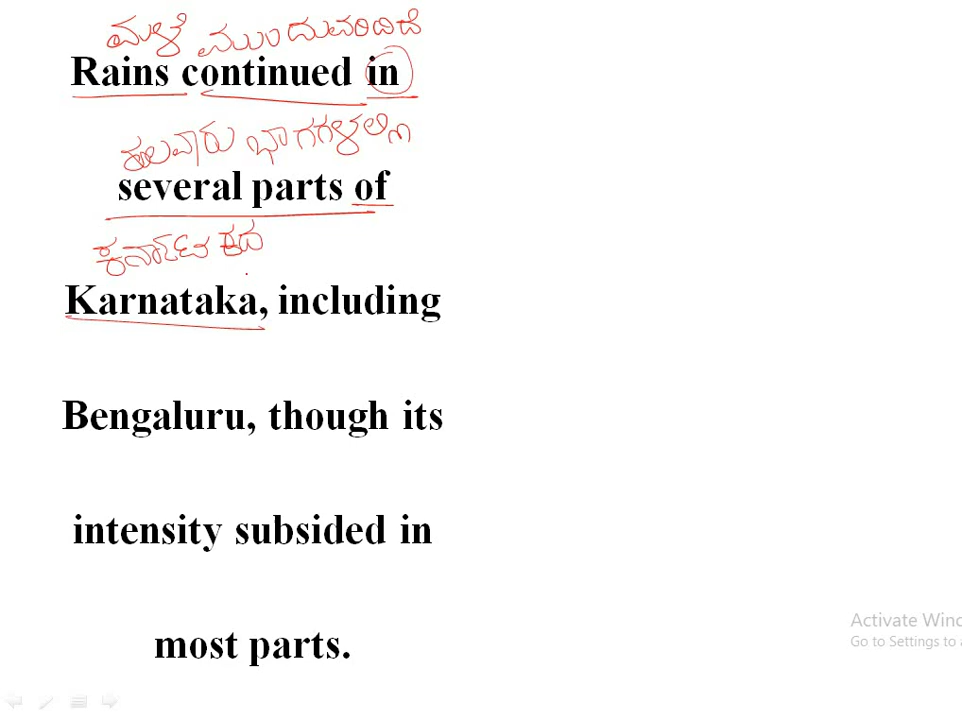 ಮಳೆ ಮುಂದುವರಿದಿದೆ
Rains continued in
ಹಲವಾರು ಭಾಗಗಳಲ್ಲಿ
several parts of
ಕರ್ನಾಟಕದ
Karnataka, including
Bengaluru, though its
intensity subsided in
most parts.
Activate Wind
Go to Settings to